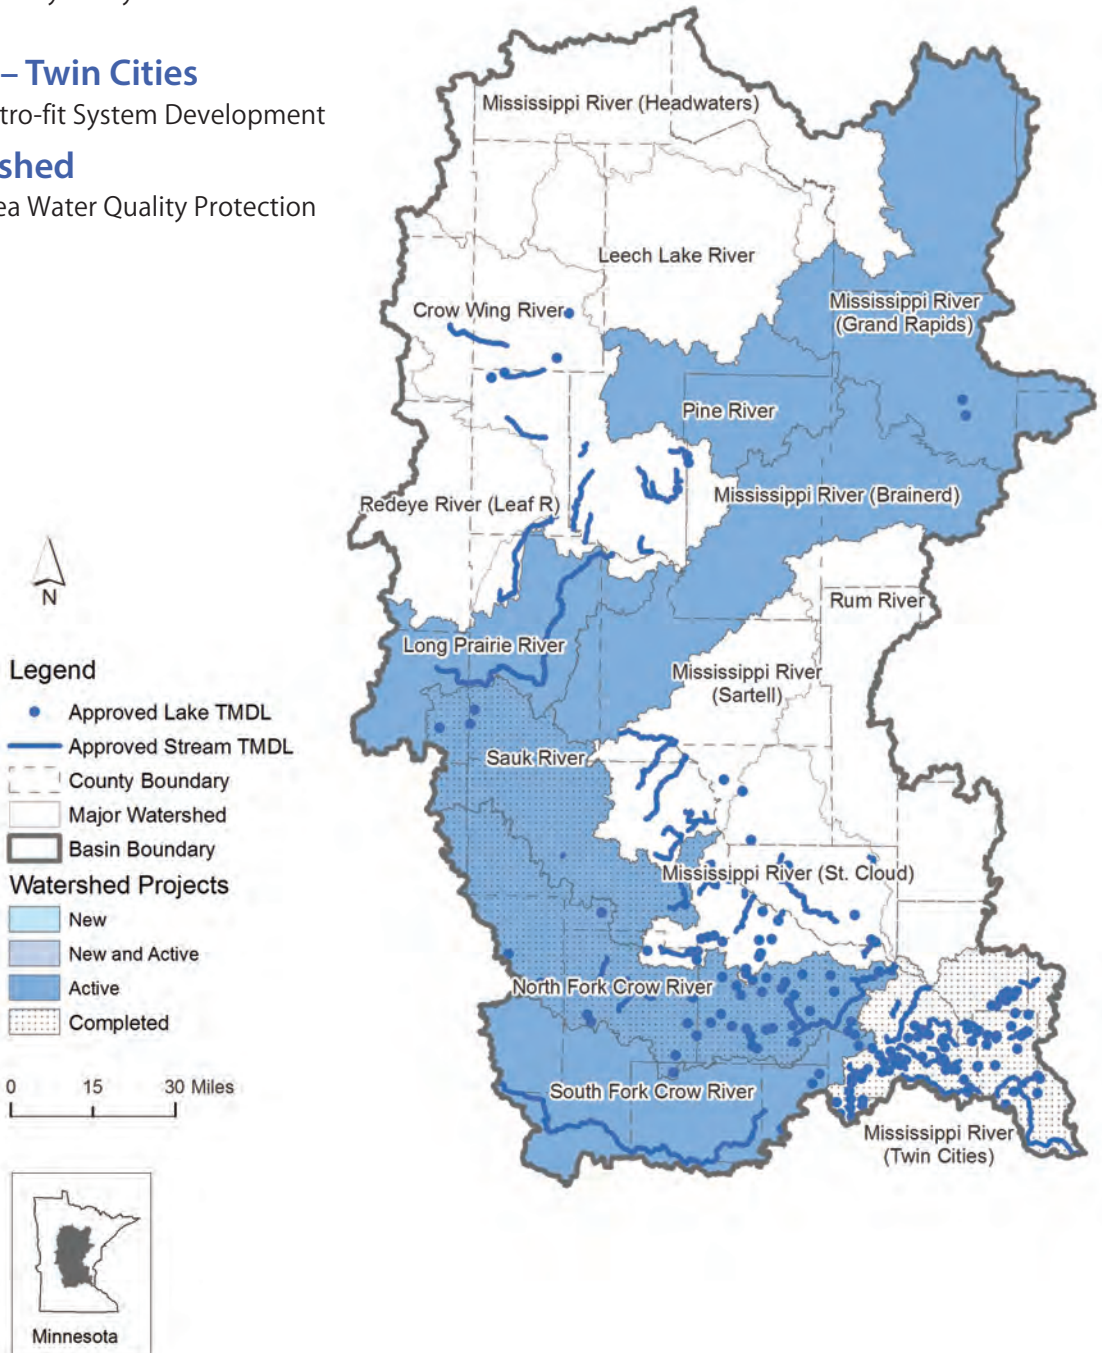 – Twin Cities
tro-fit System Development
shed
ea Water Quality Protection
Mississippi River (Headwaters)
Leech Lake River
Crow Wing River
Mississippi River
(Grand Rapids)
Pine River
Mississippi River (Brainerd)
Redeye River (Leaf R)
Rum River
Long Prairie River
Mississippi River
(Sartell)
Sauk River
Mississippi River (St. Cloud)
North Fork Crow River
South Fork Crow River
Mississippi River
(Twin Cities)
N
Legend
Approved Lake TMDL
Approved Stream TMDL
County Boundary
Major Watershed
Basin Boundary
Watershed Projects
New
New and Active
Active
Completed
0 15 30 Miles
Minnesota